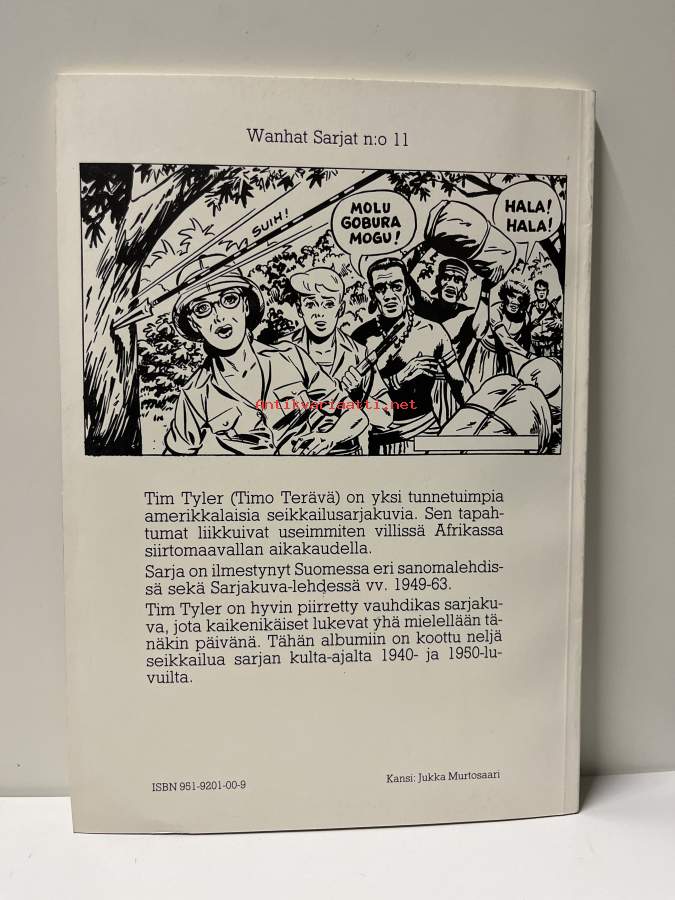 Wanhat Sarjat n:o 11
SUIH!
MOLU
GOBURA
MOGU!
HALA!
HALA!
Antikvariaatti.net
Tim Tyler (Timo Terävä) on yksi tunnetuimpia
amerikkalaisia seikkailusarjakuvia. Sen tapah-
tumat liikkuivat useimmiten villissä Afrikassa
siirtomaavallan aikakaudella.
Sarja on ilmestynyt Suomessa eri sanomalehdis-
sä sekä Sarjakuva-lehdessä vv. 1949-63.
Tim Tyler on hyvin piirretty vauhdikas sarjaku-
va, jota kaikenikäiset lukevat yhä mielellään tä-
näkin päivänä. Tähän albumiin on koottu neljä
seikkailua sarjan kulta-ajalta 1940- ja 1950-lu-
vuilta.
ISBN 951-9201-00-9
Kansi: Jukka Murtosaari